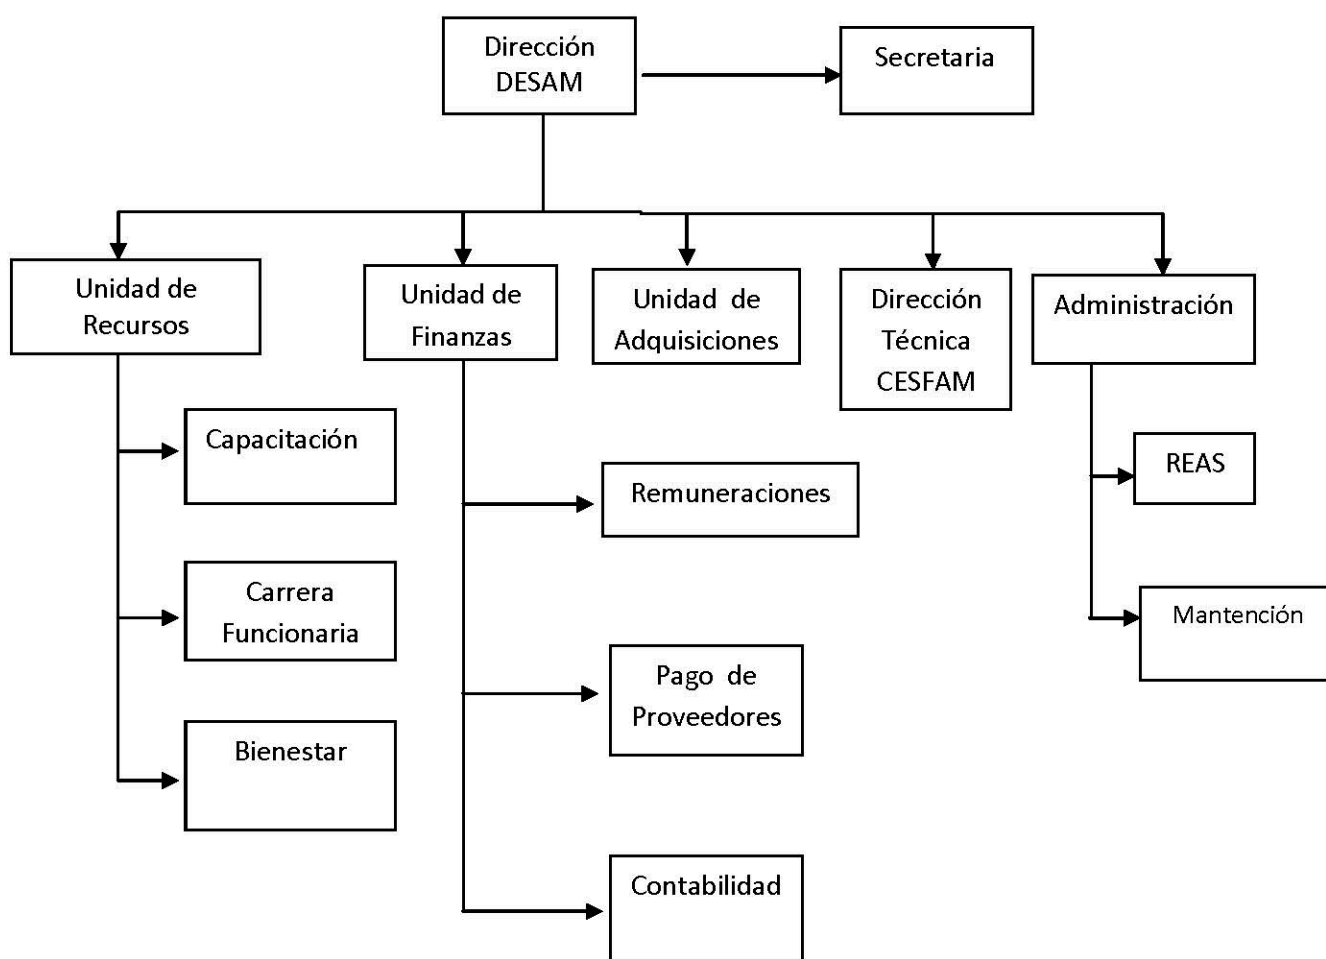 Dirección
DESAM
Secretaria
Unidad de
Recursos
Unidad de
Finanzas
Unidad de
Adquisiciones
Dirección
Técnica
CESFAM
Administración
Capacitación
Carrera
Funcionaria
Bienestar
Remuneraciones
Pago de
Proveedores
Contabilidad
REAS
Mantención